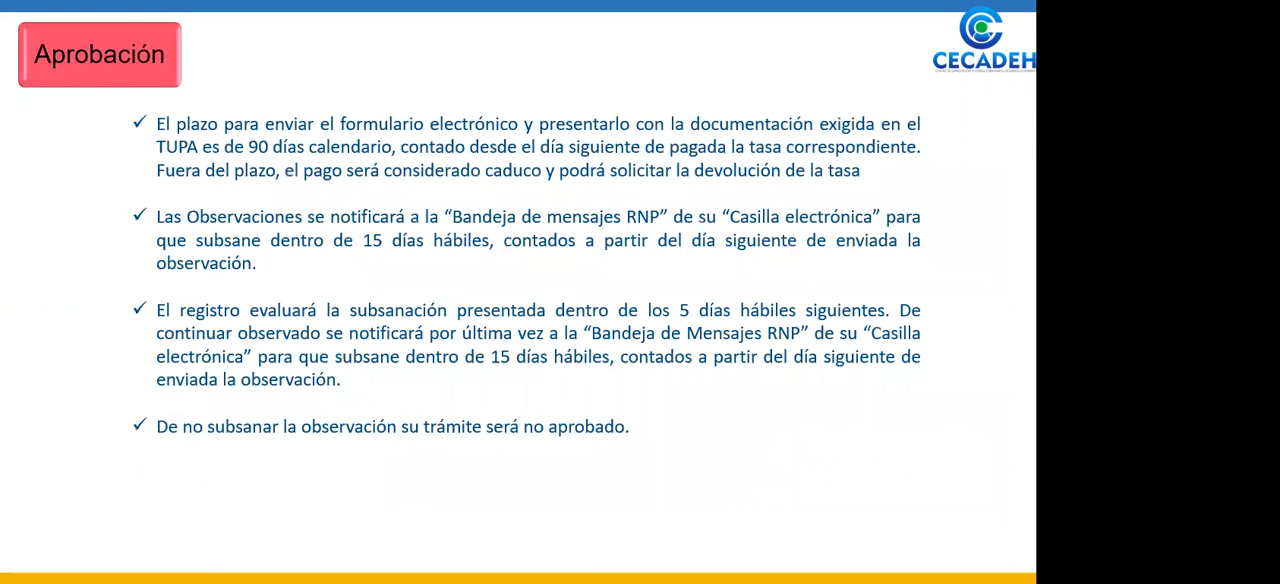 Aprobación
CECADEH
✓ El plazo para enviar el formulario electrónico y presentarlo con la documentación exigida en el
TUPA es de 90 días calendario, contado desde el día siguiente de pagada la tasa correspondiente.
Fuera del plazo, el pago será considerado caduco y podrá solicitar la devolución de la tasa
✓ Las Observaciones se notificará a la “Bandeja de mensajes RNP” de su “Casilla electrónica” para
que subsane dentro de 15 días hábiles, contados a partir del día siguiente de enviada la
observación.
✓ El registro evaluará la subsanación presentada dentro de los 5 días hábiles siguientes. De
continuar observado se notificará por última vez a la “Bandeja de Mensajes RNP” de su “Casilla
electrónica” para que subsane dentro de 15 días hábiles, contados a partir del día siguiente de
enviada la observación.
✓ De no subsanar la observación su trámite será no aprobado.